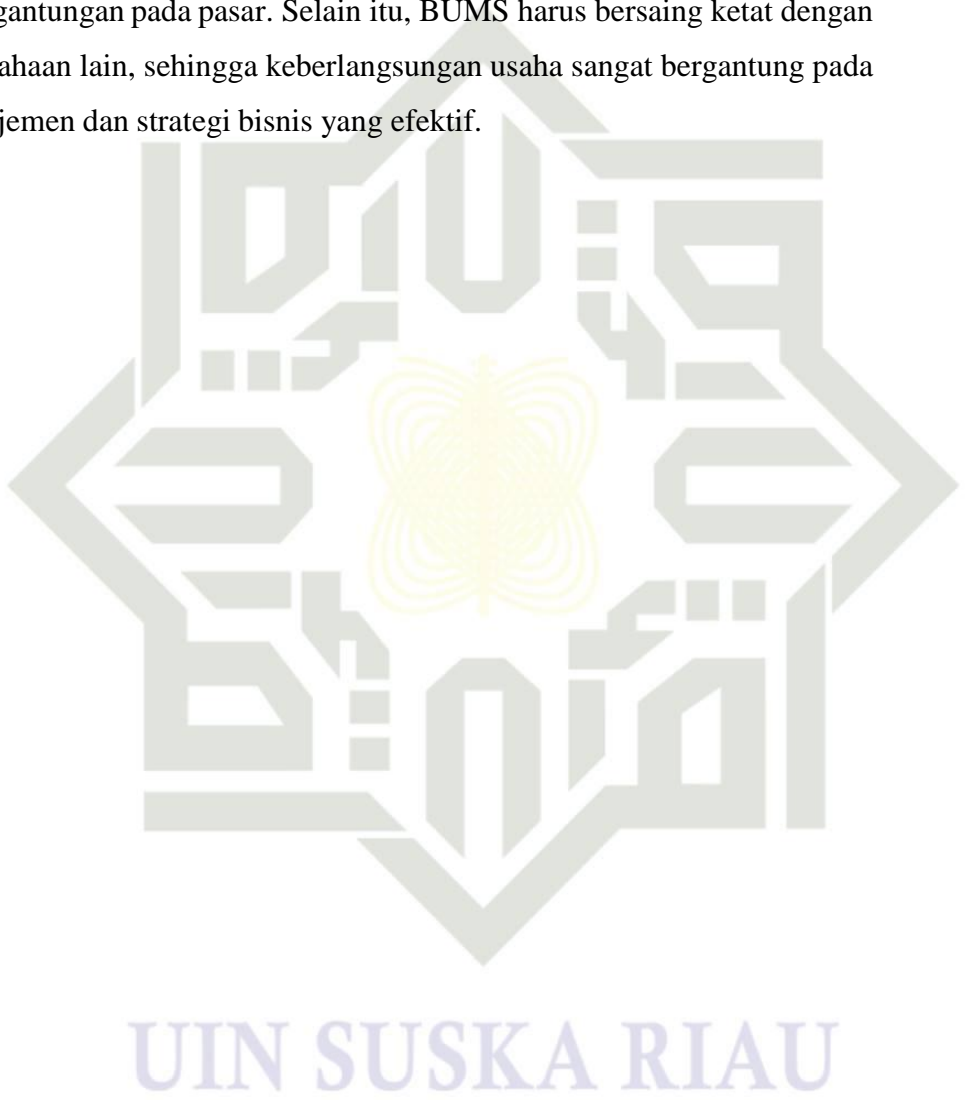 gantungan pada pasar. Selain itu, BUMS harus bersaing ketat dengan
ahaan lain, sehingga keberlangsungan usaha sangat bergantung pada
jemen dan strategi bisnis yang efektif.
UIN SUSKA RIAU